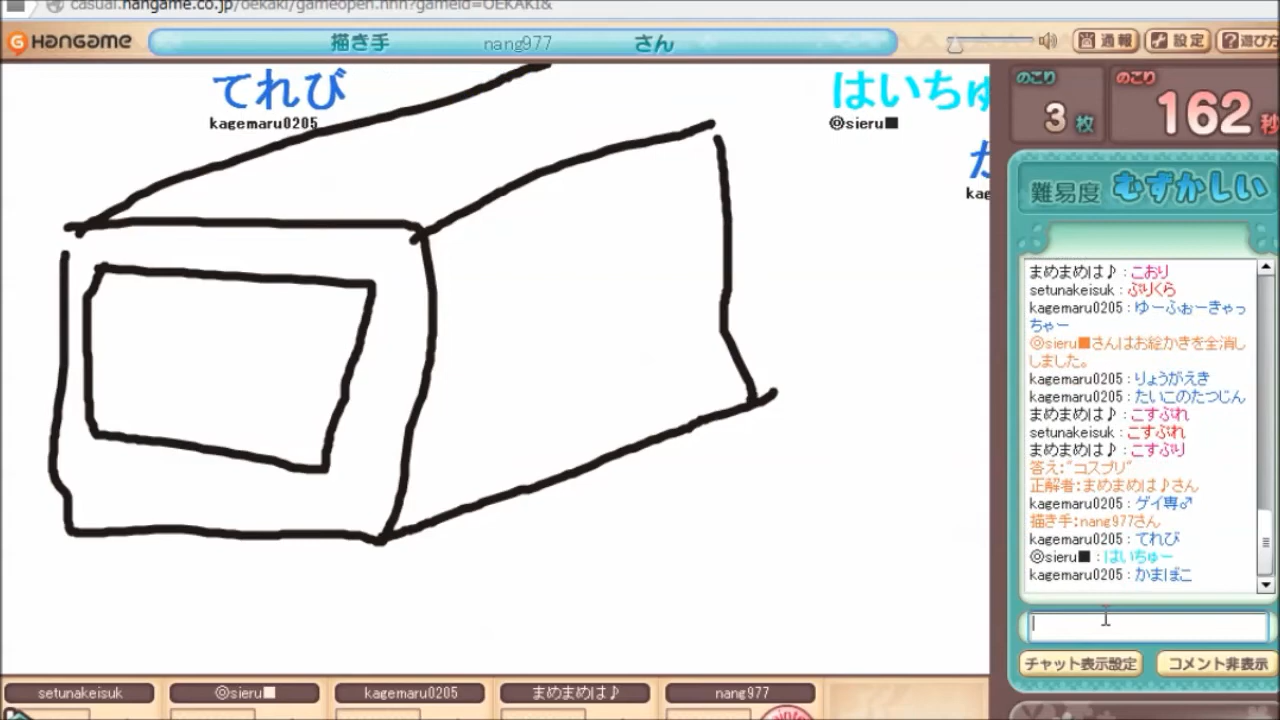 casual.hangame.co.jp/oekaki/gameopen.nhn?gameid=OEKAKI&
HANGAME
描き手 nang977 さん
通報
設定
遊び方
てれび
kagemaru0205
はいちゅ
◎sieru■
か
kag
のこり
3枚
のこり
162秒
難易度 むずかしい
まめまめは♪ : こおり
setunakeisuk : ぷりくら
kagemaru0205 : ゆーふぉーきゃっ
ちゃー
◎sieru■さんはお絵かきを全消し
しました。
kagemaru0205 : りょうがえき
kagemaru0205 : たいこのたつじん
まめまめは♪ : こすぷれ
setunakeisuk : こすぷれ
まめまめは♪ : こすぷり
答え:"コスプリ"
正解者:まめまめは♪さん
kagemaru0205 : ゲイ専♂
描き手:nang977さん
kagemaru0205 : てれび
◎sieru■ : はいちゅー
kagemaru0205 : かまぼこ
チャット表示設定
コメント非表示
setunakeisuk
◎sieru■
kagemaru0205
まめまめは♪
nang977